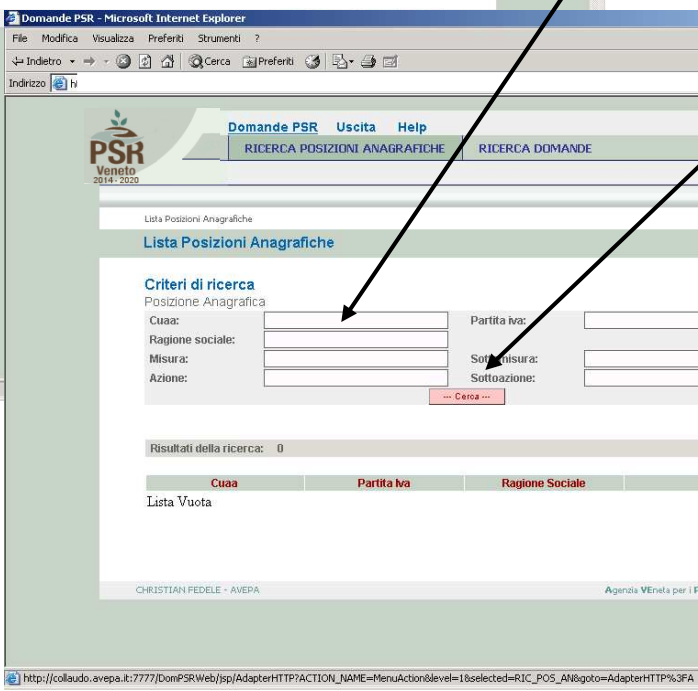 Domande PSR - Microsoft Internet Explorer
File Modifica Visualizza Preferiti Strumenti ?
Indietro Cerca Preferiti
Indirizzo
PSR
Veneto
2014 - 2020
Domande PSR Uscita Help
RICERCA POSIZIONI ANAGRAFICHE RICERCA DOMANDE
Lista Posizioni Anagrafiche
Lista Posizioni Anagrafiche
Criteri di ricerca
Posizione Anagrafica
Cuaa: Partita iva:
Ragione sociale:
Misura: Sottomisura:
Azione: Sottoazione:
--- Cerca ---
Risultati della ricerca: 0
Cuaa Partita Iva Ragione Sociale
Lista Vuota
CHRISTIAN FEDELE - AVEPA Agenzia VEneta per i P
http://collaudo.avepa.it:7777/DomPSRWeb/jsp/AdapterHTTP?ACTION_NAME=MenuAction&level=1&selected=RIC_POS_AN&goto=AdapterHTTP%3FA